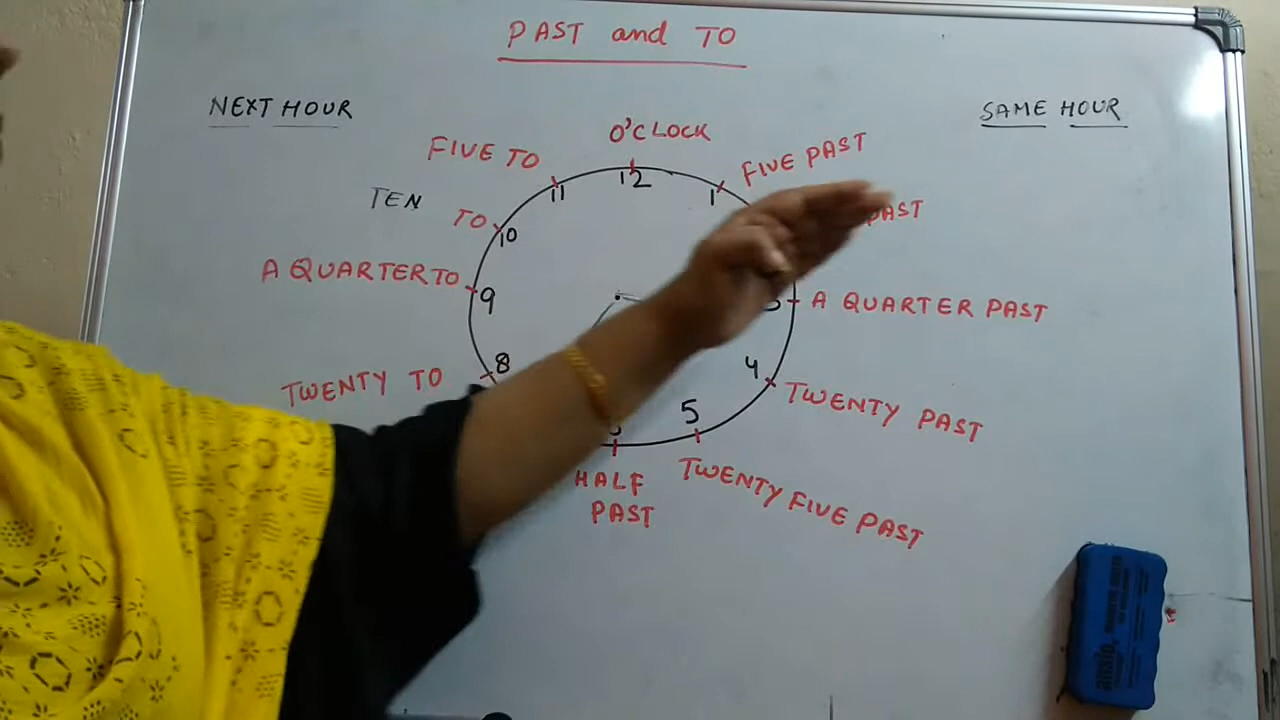 PAST and TO
NEXT HOUR
SAME HOUR
O'CLOCK
FIVE TO
FIVE PAST
12
11
1
TEN
TO
PAST
10
A QUARTER TO
9
A QUARTER PAST
8
4
TWENTY TO
TWENTY PAST
5
HALF
PAST
TWENTY FIVE PAST